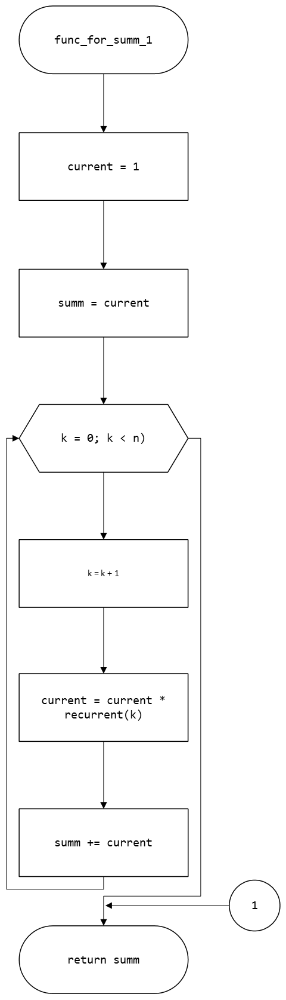 func_for_summ_1
current = 1
summ = current
k = 0; k < n)
k = k + 1
current = current *
recurrent(k)
summ += current
1
return summ